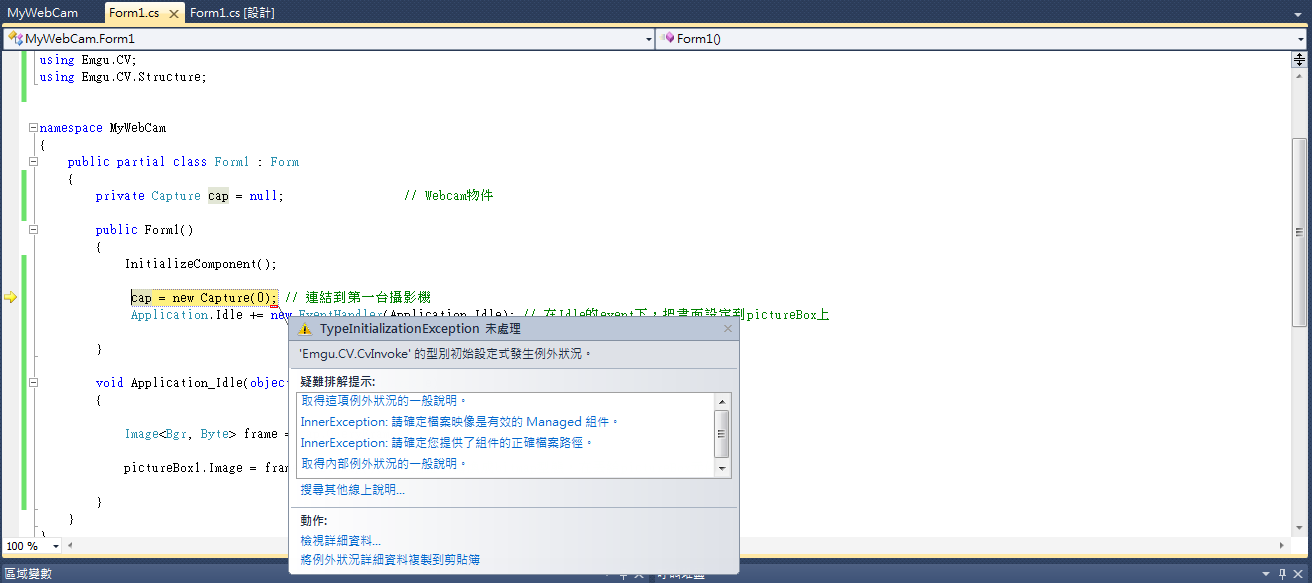 MyWebCam Form1.cs Form1.cs [設計]
MyWebCam.Form1 Form1()
using Emgu.CV;
using Emgu.CV.Structure;
namespace MyWebCam
{
public partial class Form1 : Form
{
private Capture cap = null; // Webcam物件
public Form1()
{
InitializeComponent();
cap = new Capture(0); // 連結到第一台攝影機
Application.Idle += new EventHandler(Application_Idle); // 在Idle的event下，把畫面設定到pictureBox上
}
void Application_Idle(object
{
Image<Bgr, Byte> frame =
pictureBox1.Image = fram
}
}
100 %
TypeInitializationException 未處理
'Emgu.CV.CvInvoke' 的型別初始設定式發生例外狀況。
疑難排解提示:
取得這項例外狀況的一般說明。
InnerException: 請確定檔案映像是有效的 Managed 組件。
InnerException: 請確定您提供了組件的正確檔案路徑。
取得內部例外狀況的一般說明。
搜尋其他線上說明...
動作:
檢視詳細資料...
將例外狀況詳細資料複製到剪貼簿
區域變數 呼叫堆疊